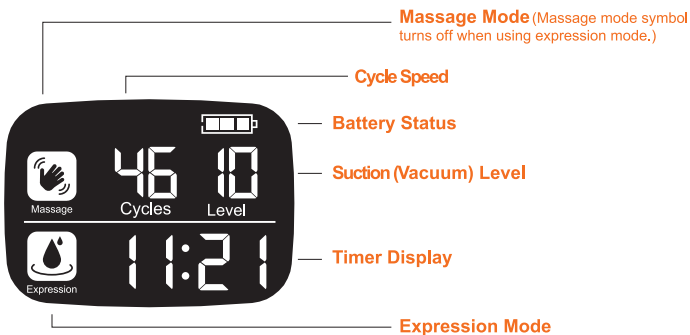 Massage Mode (Massage mode symbol
turns off when using expression mode.)
Cycle Speed
Battery Status
46 10
Suction (Vacuum) Level
Massage Cycles Level
11:21
Timer Display
Expression
Expression Mode